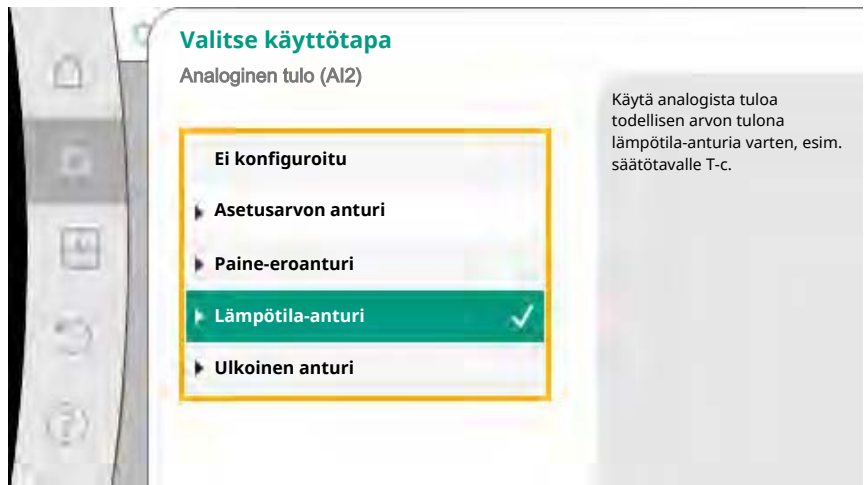 Valitse käyttötapa
Analoginen tulo (AI2)
Käytä analogista tuloa
todellisen arvon tulona
lämpötila-anturia varten, esim.
säätötavalle T-c.
Ei konfiguroitu
Asetusarvon anturi
Paine-eroanturi
Lämpötila-anturi
Ulkoinen anturi